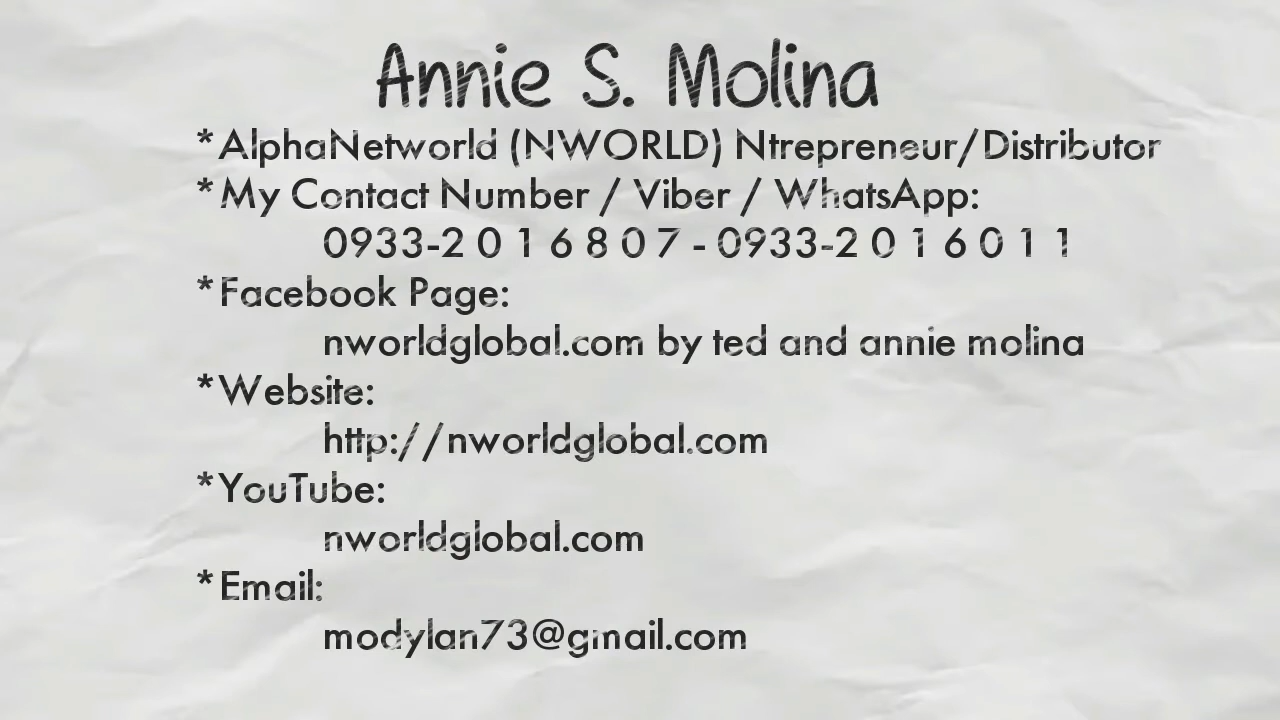 Annie S. Molina
*AlphaNetworld (NWORLD) Ntrepreneur/Distributor
*My Contact Number / Viber / WhatsApp:
0933-2 0 1 6 8 0 7 - 0933-2 0 1 6 0 1 1
*Facebook Page:
nworldglobal.com by ted and annie molina
*Website:
http://nworldglobal.com
*YouTube:
nworldglobal.com
*Email:
modylan73@gmail.com